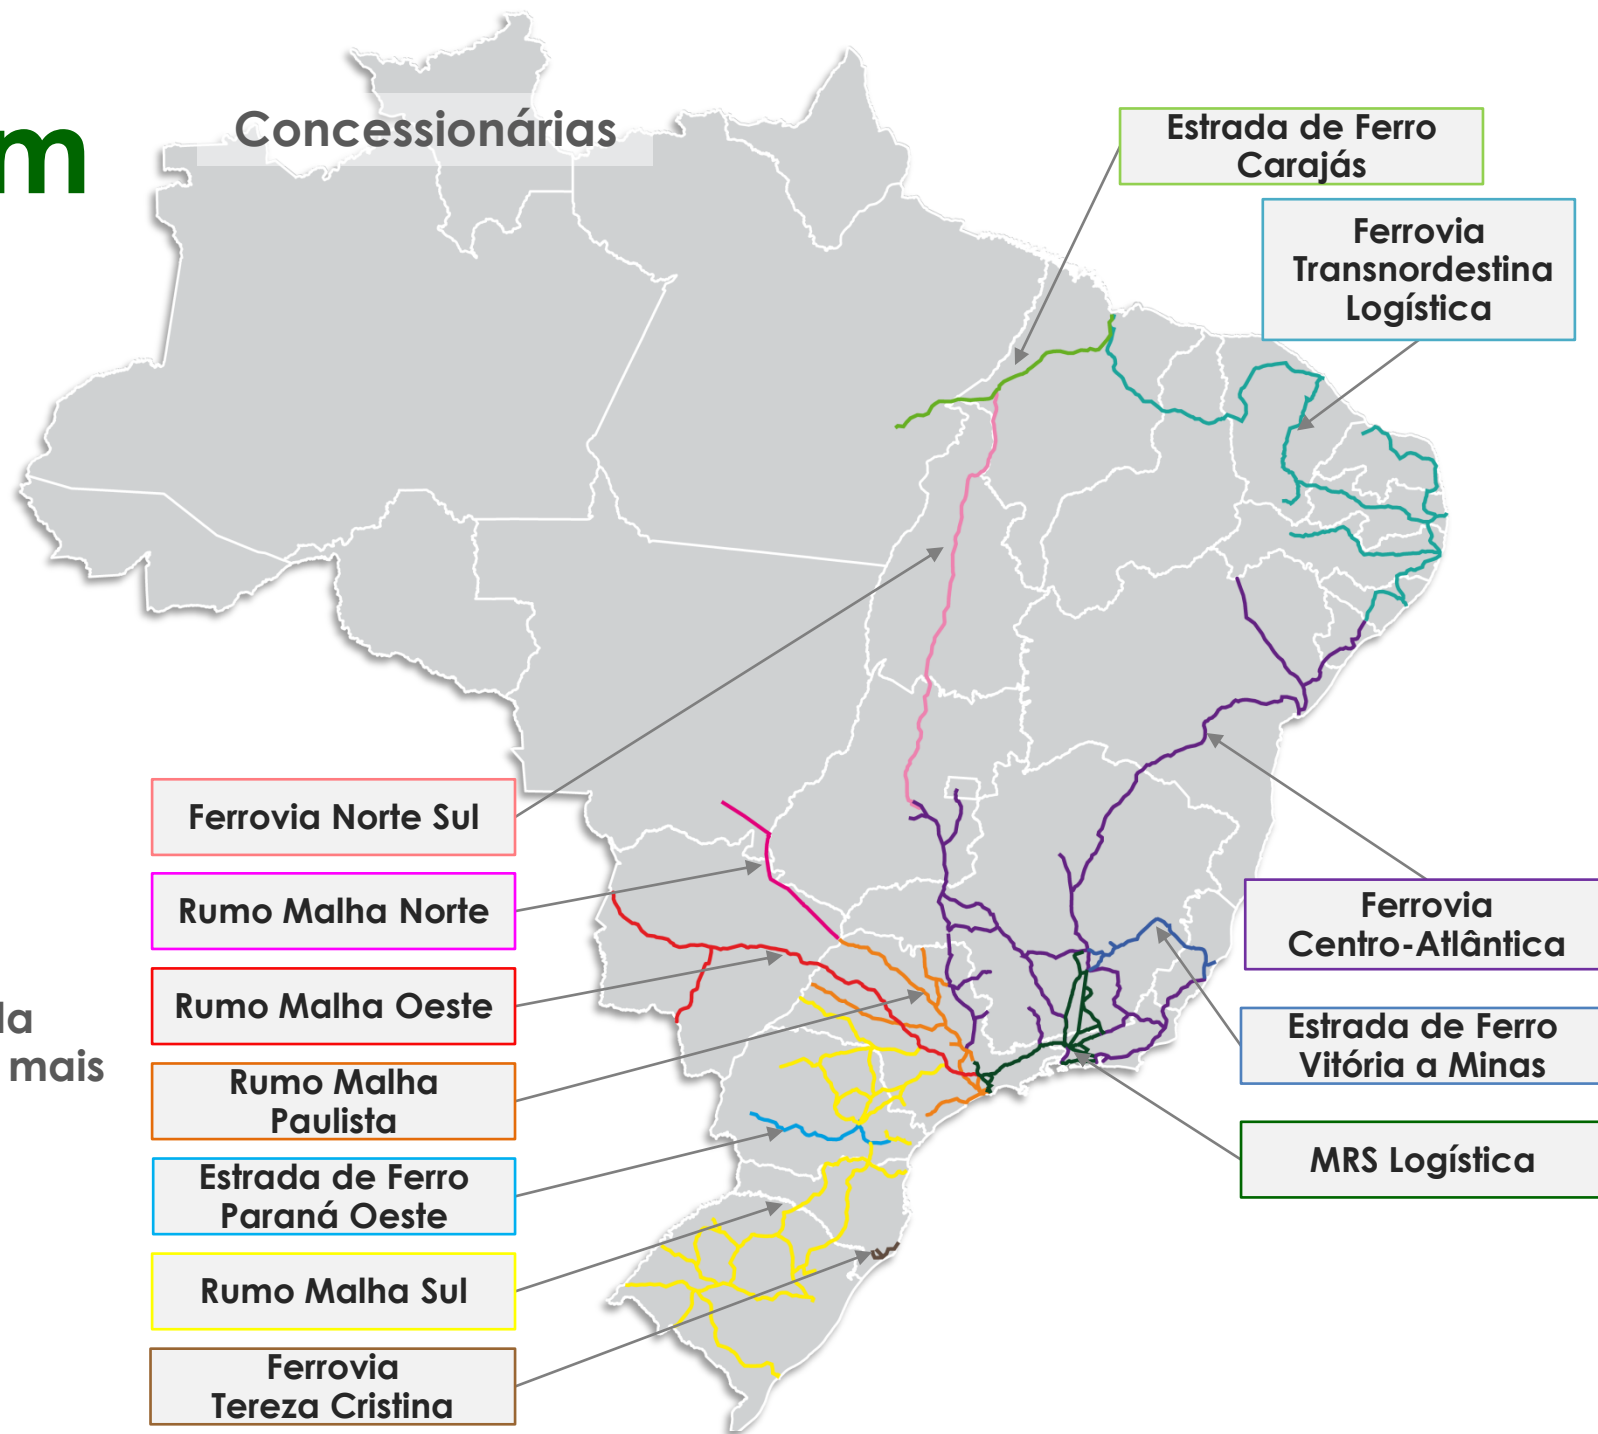 m
Concessionárias
Estrada de Ferro
Carajás
Ferrovia
Transnordestina
Logística
Ferrovia Norte Sul
Rumo Malha Norte
Rumo Malha Oeste
la
mais
Rumo Malha
Paulista
Estrada de Ferro
Paraná Oeste
Rumo Malha Sul
Ferrovia
Tereza Cristina
Ferrovia
Centro-Atlântica
Estrada de Ferro
Vitória a Minas
MRS Logística